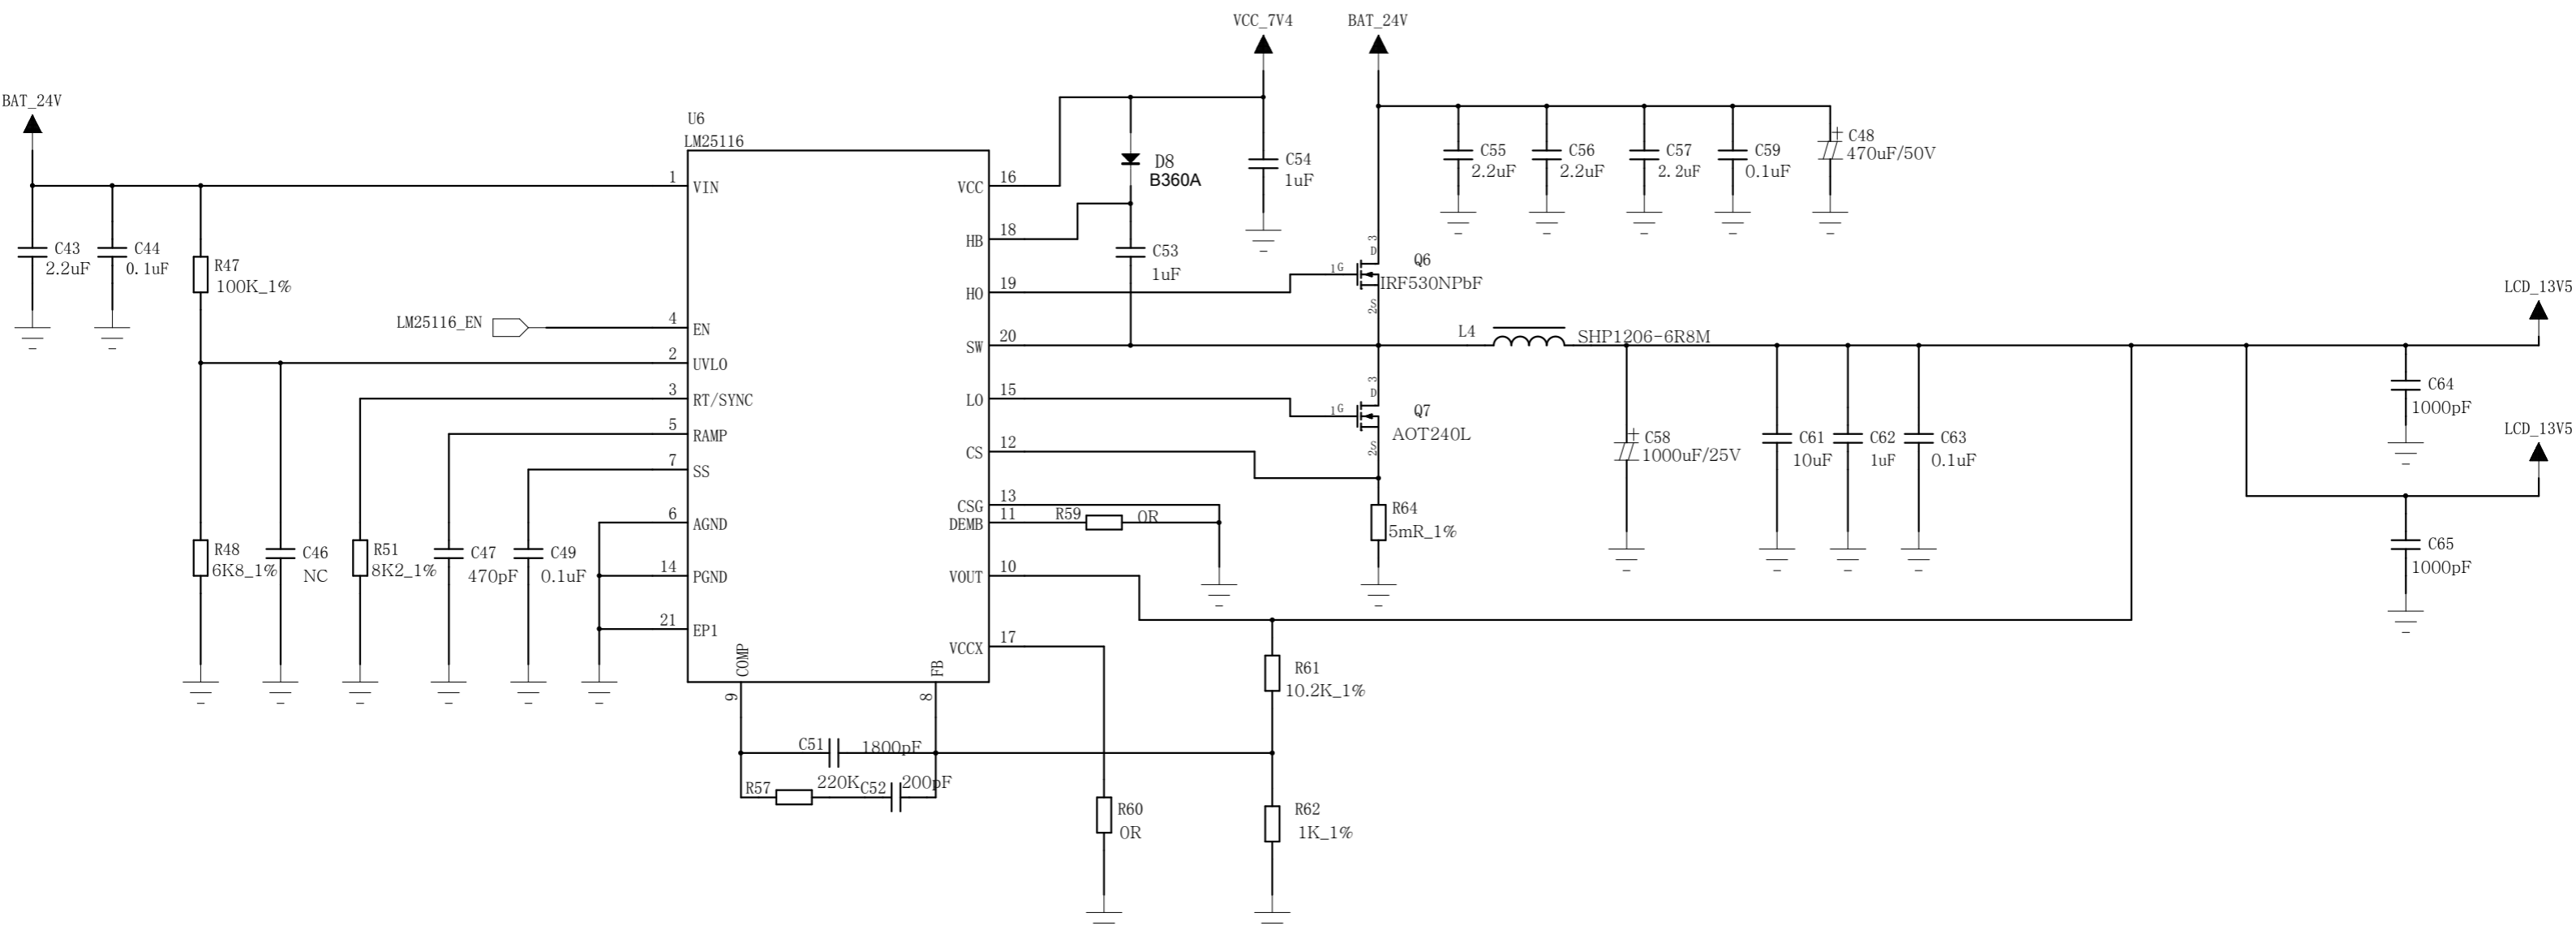 VCC_7V4
BAT_24V
BAT_24V
U6
LM25116
1 VIN
4 EN
LM25116_EN
2 UVLO
3 RT/SYNC
5 RAMP
7 SS
6 AGND
14 PGND
21 EP1
COMP
9
FB
8
VCC 16
HB 18
HO 19
SW 20
LO 15
CS 12
CSG 13
DEMB 11
VOUT 10
VCCX 17
C43
2.2uF
C44
0.1uF
R47
100K_1%
R48
6K8_1%
C46
NC
R51
8K2_1%
C47
470pF
C49
0.1uF
C51 1800pF
R57 220K
C52 200pF
D8
B360A
C53
1uF
C54
1uF
C55
2.2uF
C56
2.2uF
C57
2.2uF
C59
0.1uF
+ C48
470uF/50V
3
D
1 G
Q6
IRF530NPbF
2S
L4 SHP1206-6R8M
3
D
1 G
Q7
AOT240L
2S
R59 0R
R64
5mR_1%
+ C58
1000uF/25V
C61
10uF
C62
1uF
C63
0.1uF
LCD_13V5
C64
1000pF
LCD_13V5
C65
1000pF
R61
10.2K_1%
R60
0R
R62
1K_1%